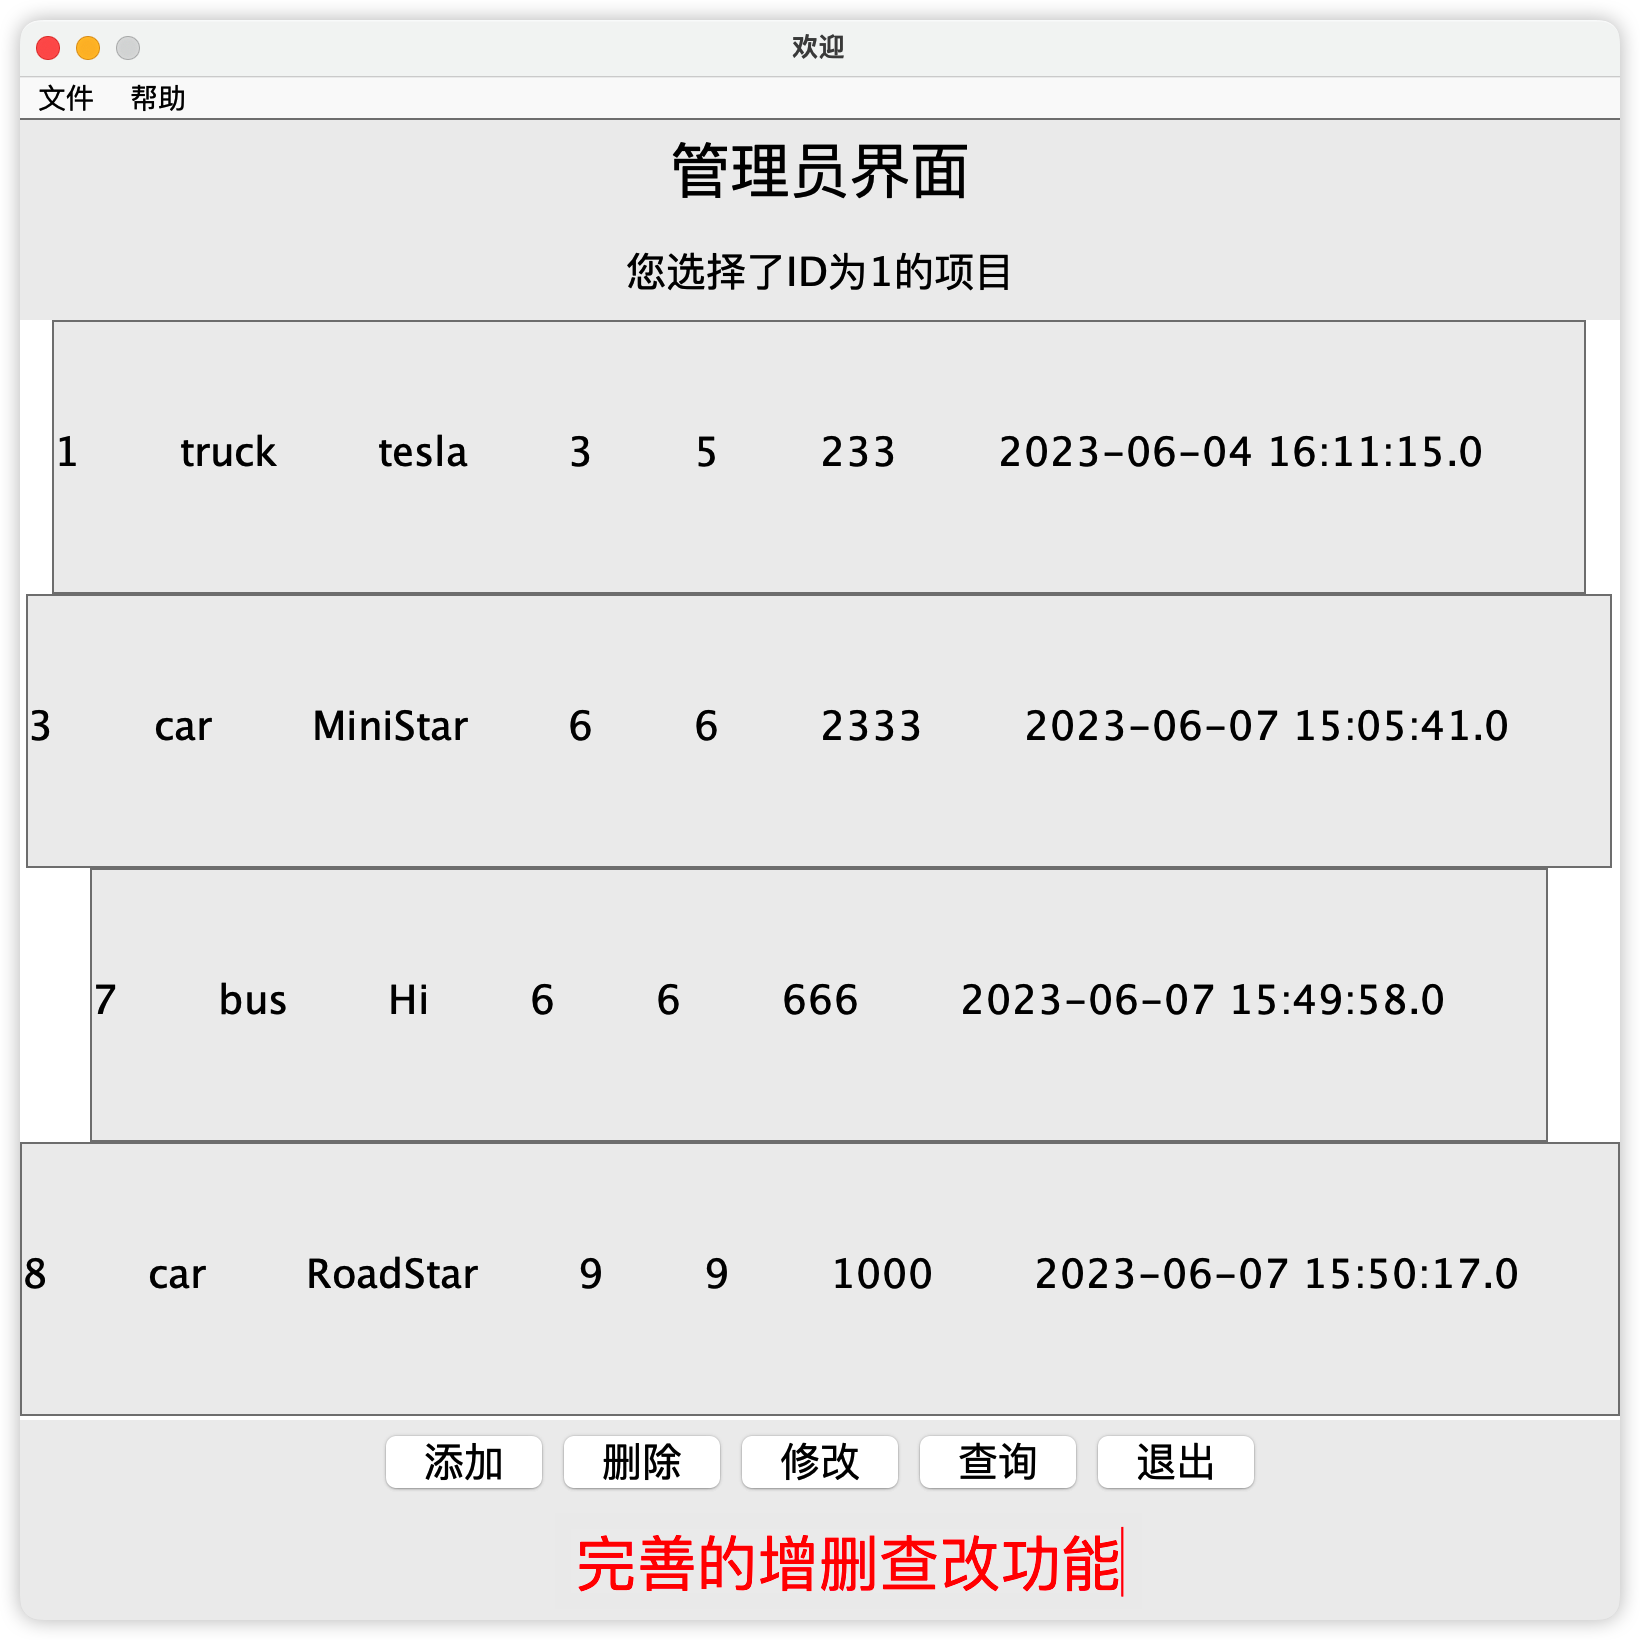 欢迎
文件 帮助
管理员界面
您选择了ID为1的项目
1 truck tesla 3 5 233 2023-06-04 16:11:15.0
3 car MiniStar 6 6 2333 2023-06-07 15:05:41.0
7 bus Hi 6 6 666 2023-06-07 15:49:58.0
8 car RoadStar 9 9 1000 2023-06-07 15:50:17.0
添加 删除 修改 查询 退出
完善的增删查改功能